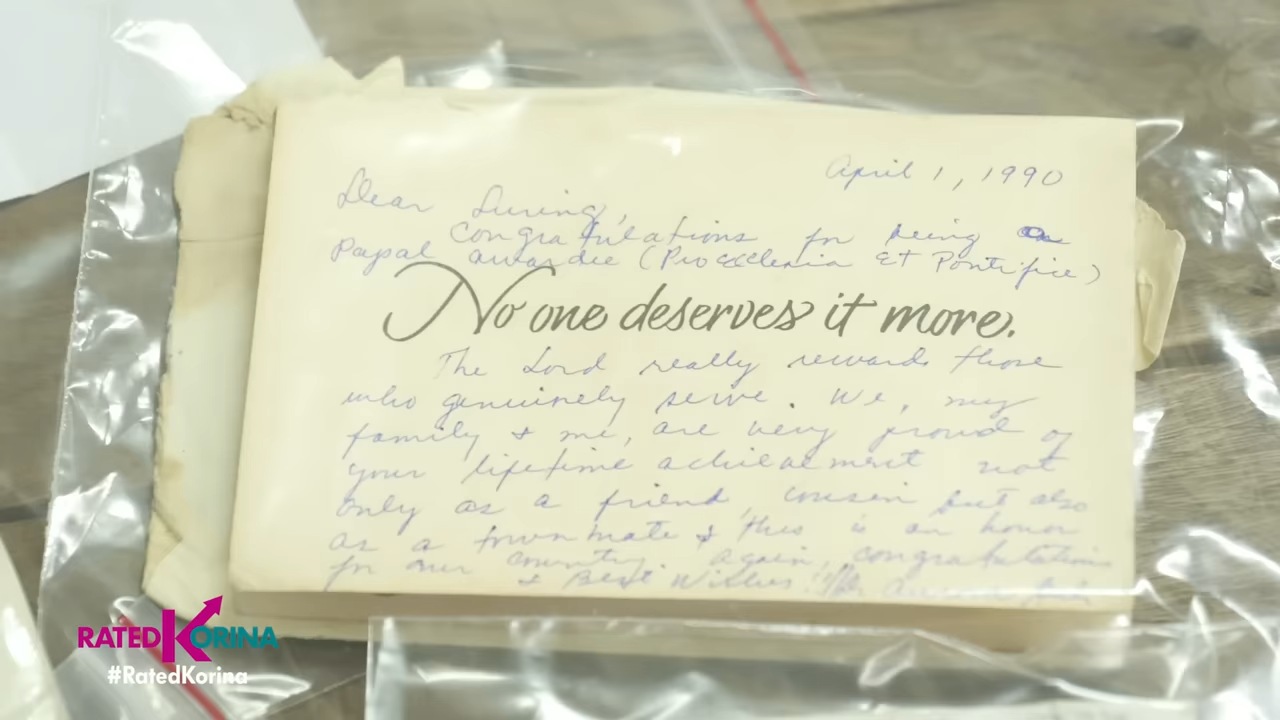 April 1, 1990
Dear Luring,
Congratulations for being a
Papal awardee (Pro Ecclesia Et Pontifice)
No one deserves it more.
The Lord really rewards those
who genuinely serve. We, my
family & me, are very proud of
your lifetime achievement not
only as a friend, cousin but also
as a town mate & this is an honor
for our country. Again, congratulations
& Best Wishes!
RATED KORINA
#RatedKorina